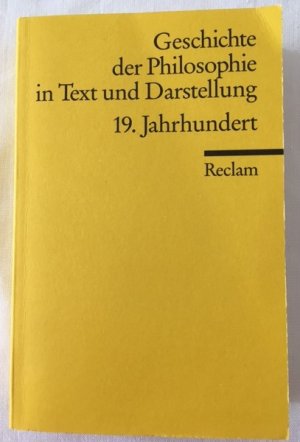 Geschichte
der Philosophie
in Text und Darstellung
19. Jahrhundert
Reclam